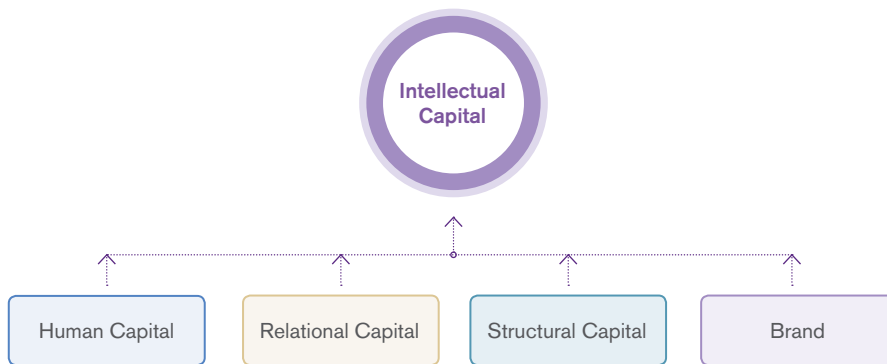 Intellectual
Capital
Human Capital
Relational Capital
Structural Capital
Brand